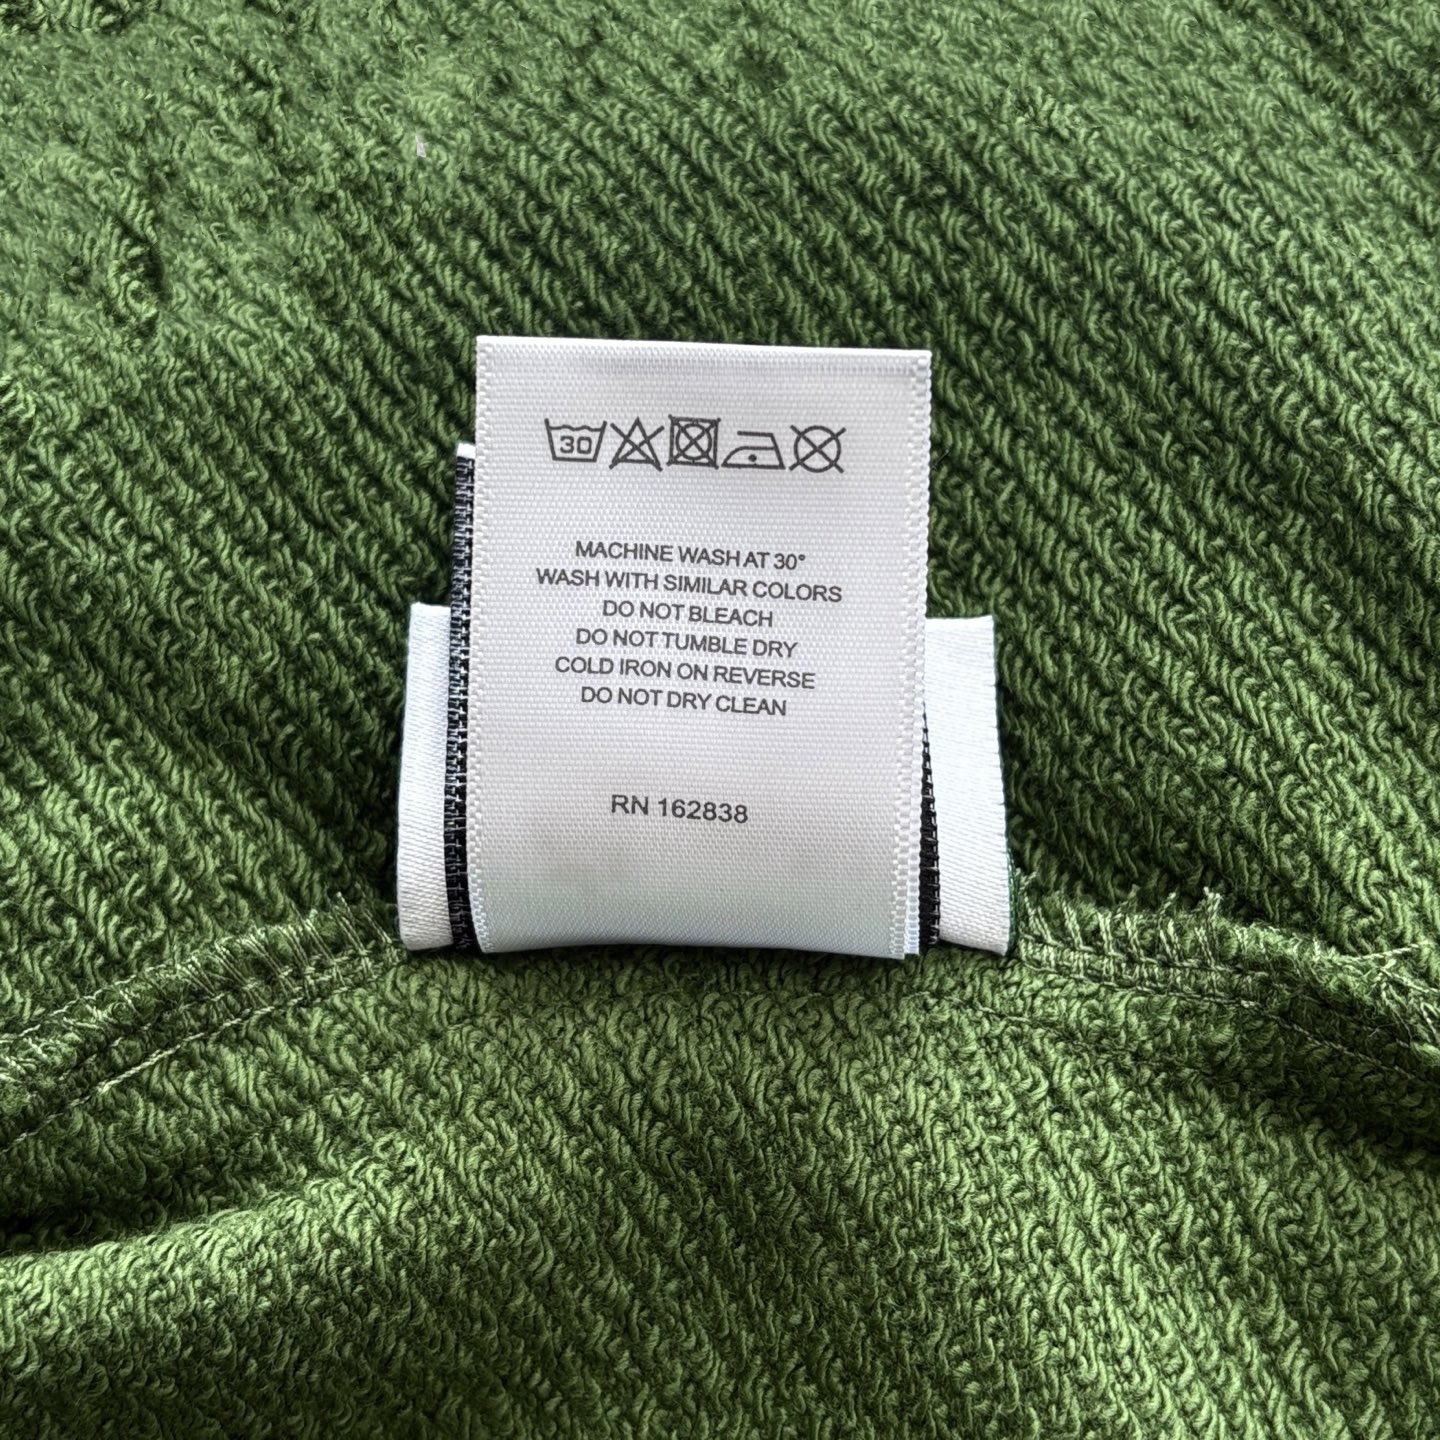 30
MACHINE WASH AT 30°
WASH WITH SIMILAR COLORS
DO NOT BLEACH
DO NOT TUMBLE DRY
COLD IRON ON REVERSE
DO NOT DRY CLEAN
RN 162838